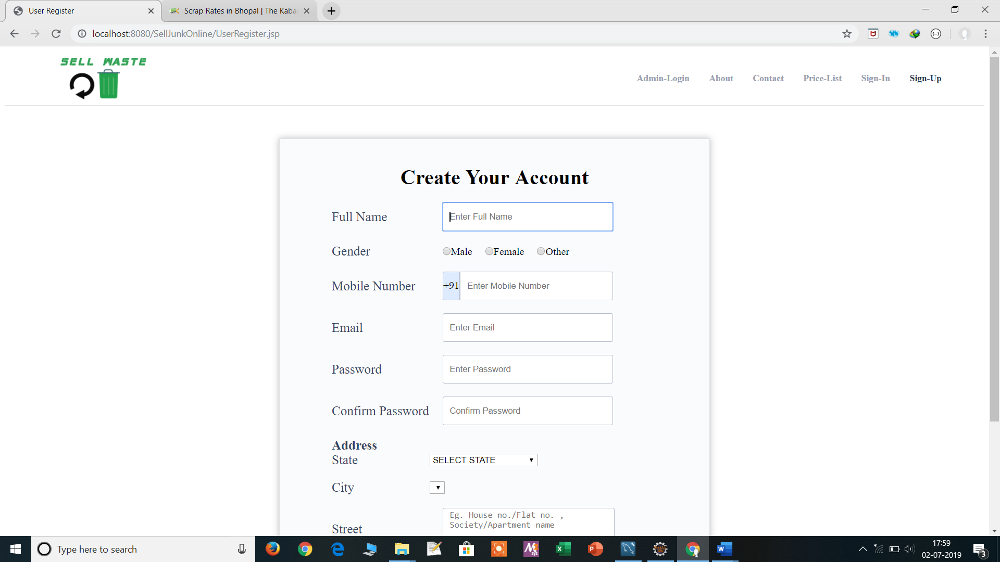 User Register
Scrap Rates in Bhopal | The Kaba
localhost:8080/SellJunkOnline/UserRegister.jsp
SELL WASTE
Admin-Login About Contact Price-List Sign-In Sign-Up
Create Your Account
Full Name Enter Full Name
Gender Male Female Other
Mobile Number +91 Enter Mobile Number
Email Enter Email
Password Enter Password
Confirm Password Confirm Password
Address
State SELECT STATE
City
Eg. House no./Flat no. ,
Society/Apartment name
Street
Type here to search
17:59
02-07-2019
3